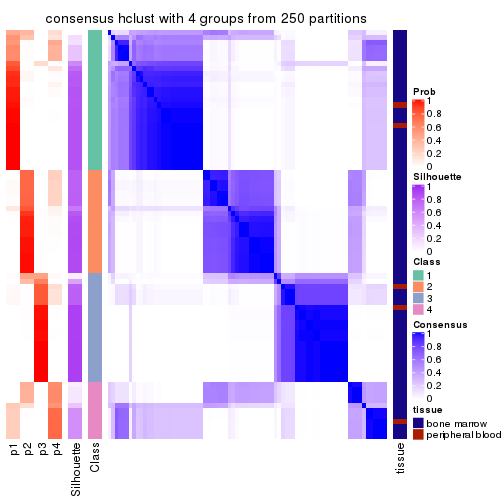 consensus hclust with 4 groups from 250 partitions
Prob
1
0.8
0.6
0.4
0.2
0
Silhouette
1
0.8
0.6
0.4
0.2
0
Class
1
2
3
4
Consensus
1
0.8
0.6
0.4
0.2
0
tissue
bone marrow
peripheral blood
p1
p2
p3
p4
Silhouette
Class
tissue